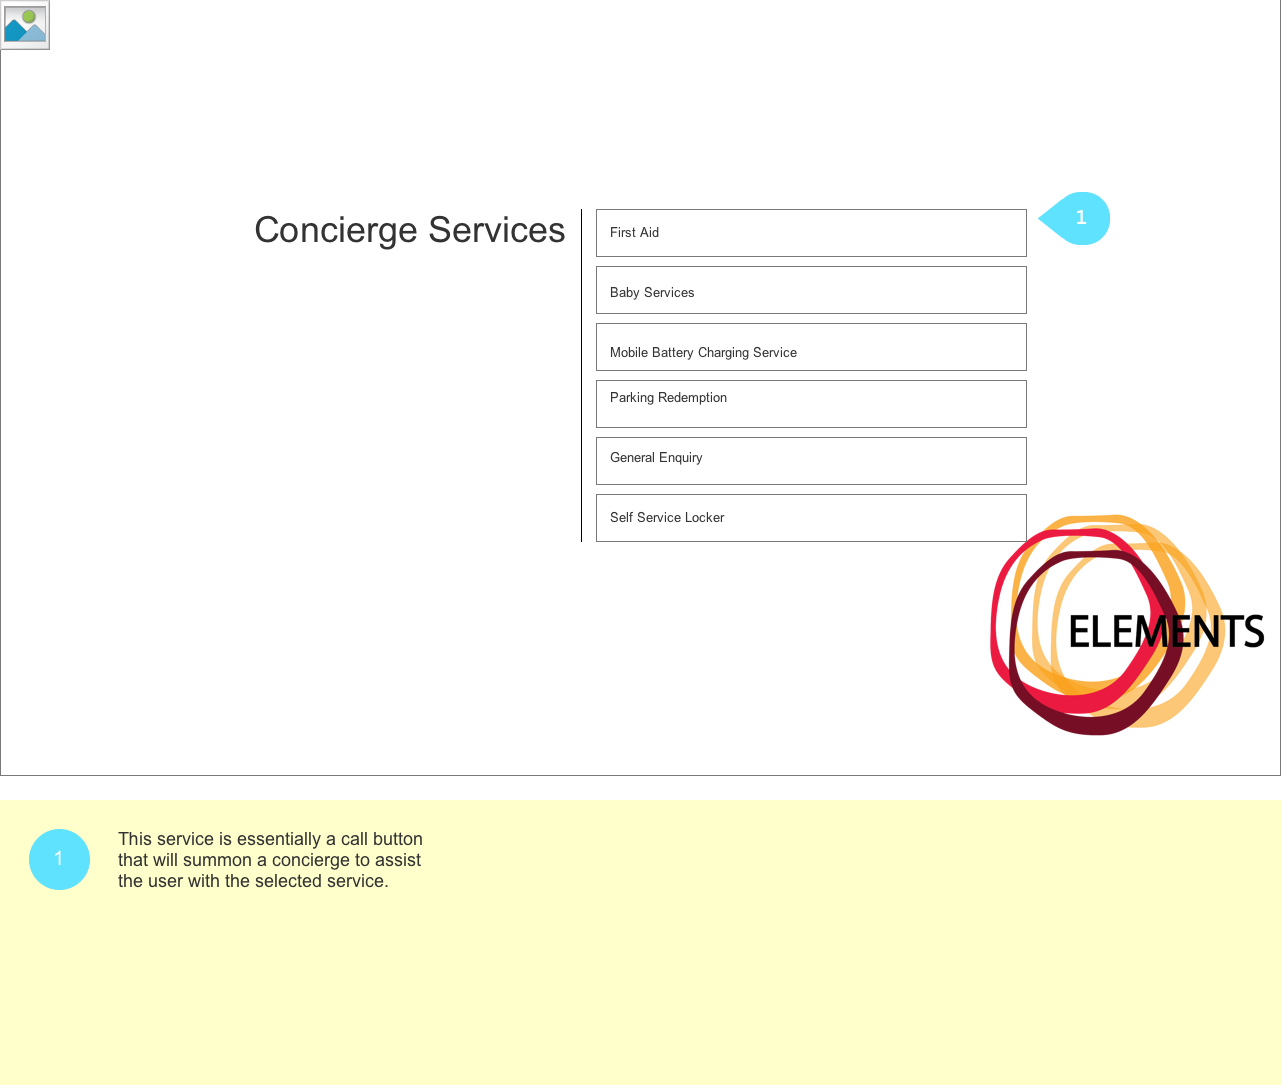 Concierge Services
First Aid
1
Baby Services
Mobile Battery Charging Service
Parking Redemption
General Enquiry
Self Service Locker
ELEMENTS
1
This service is essentially a call button
that will summon a concierge to assist
the user with the selected service.